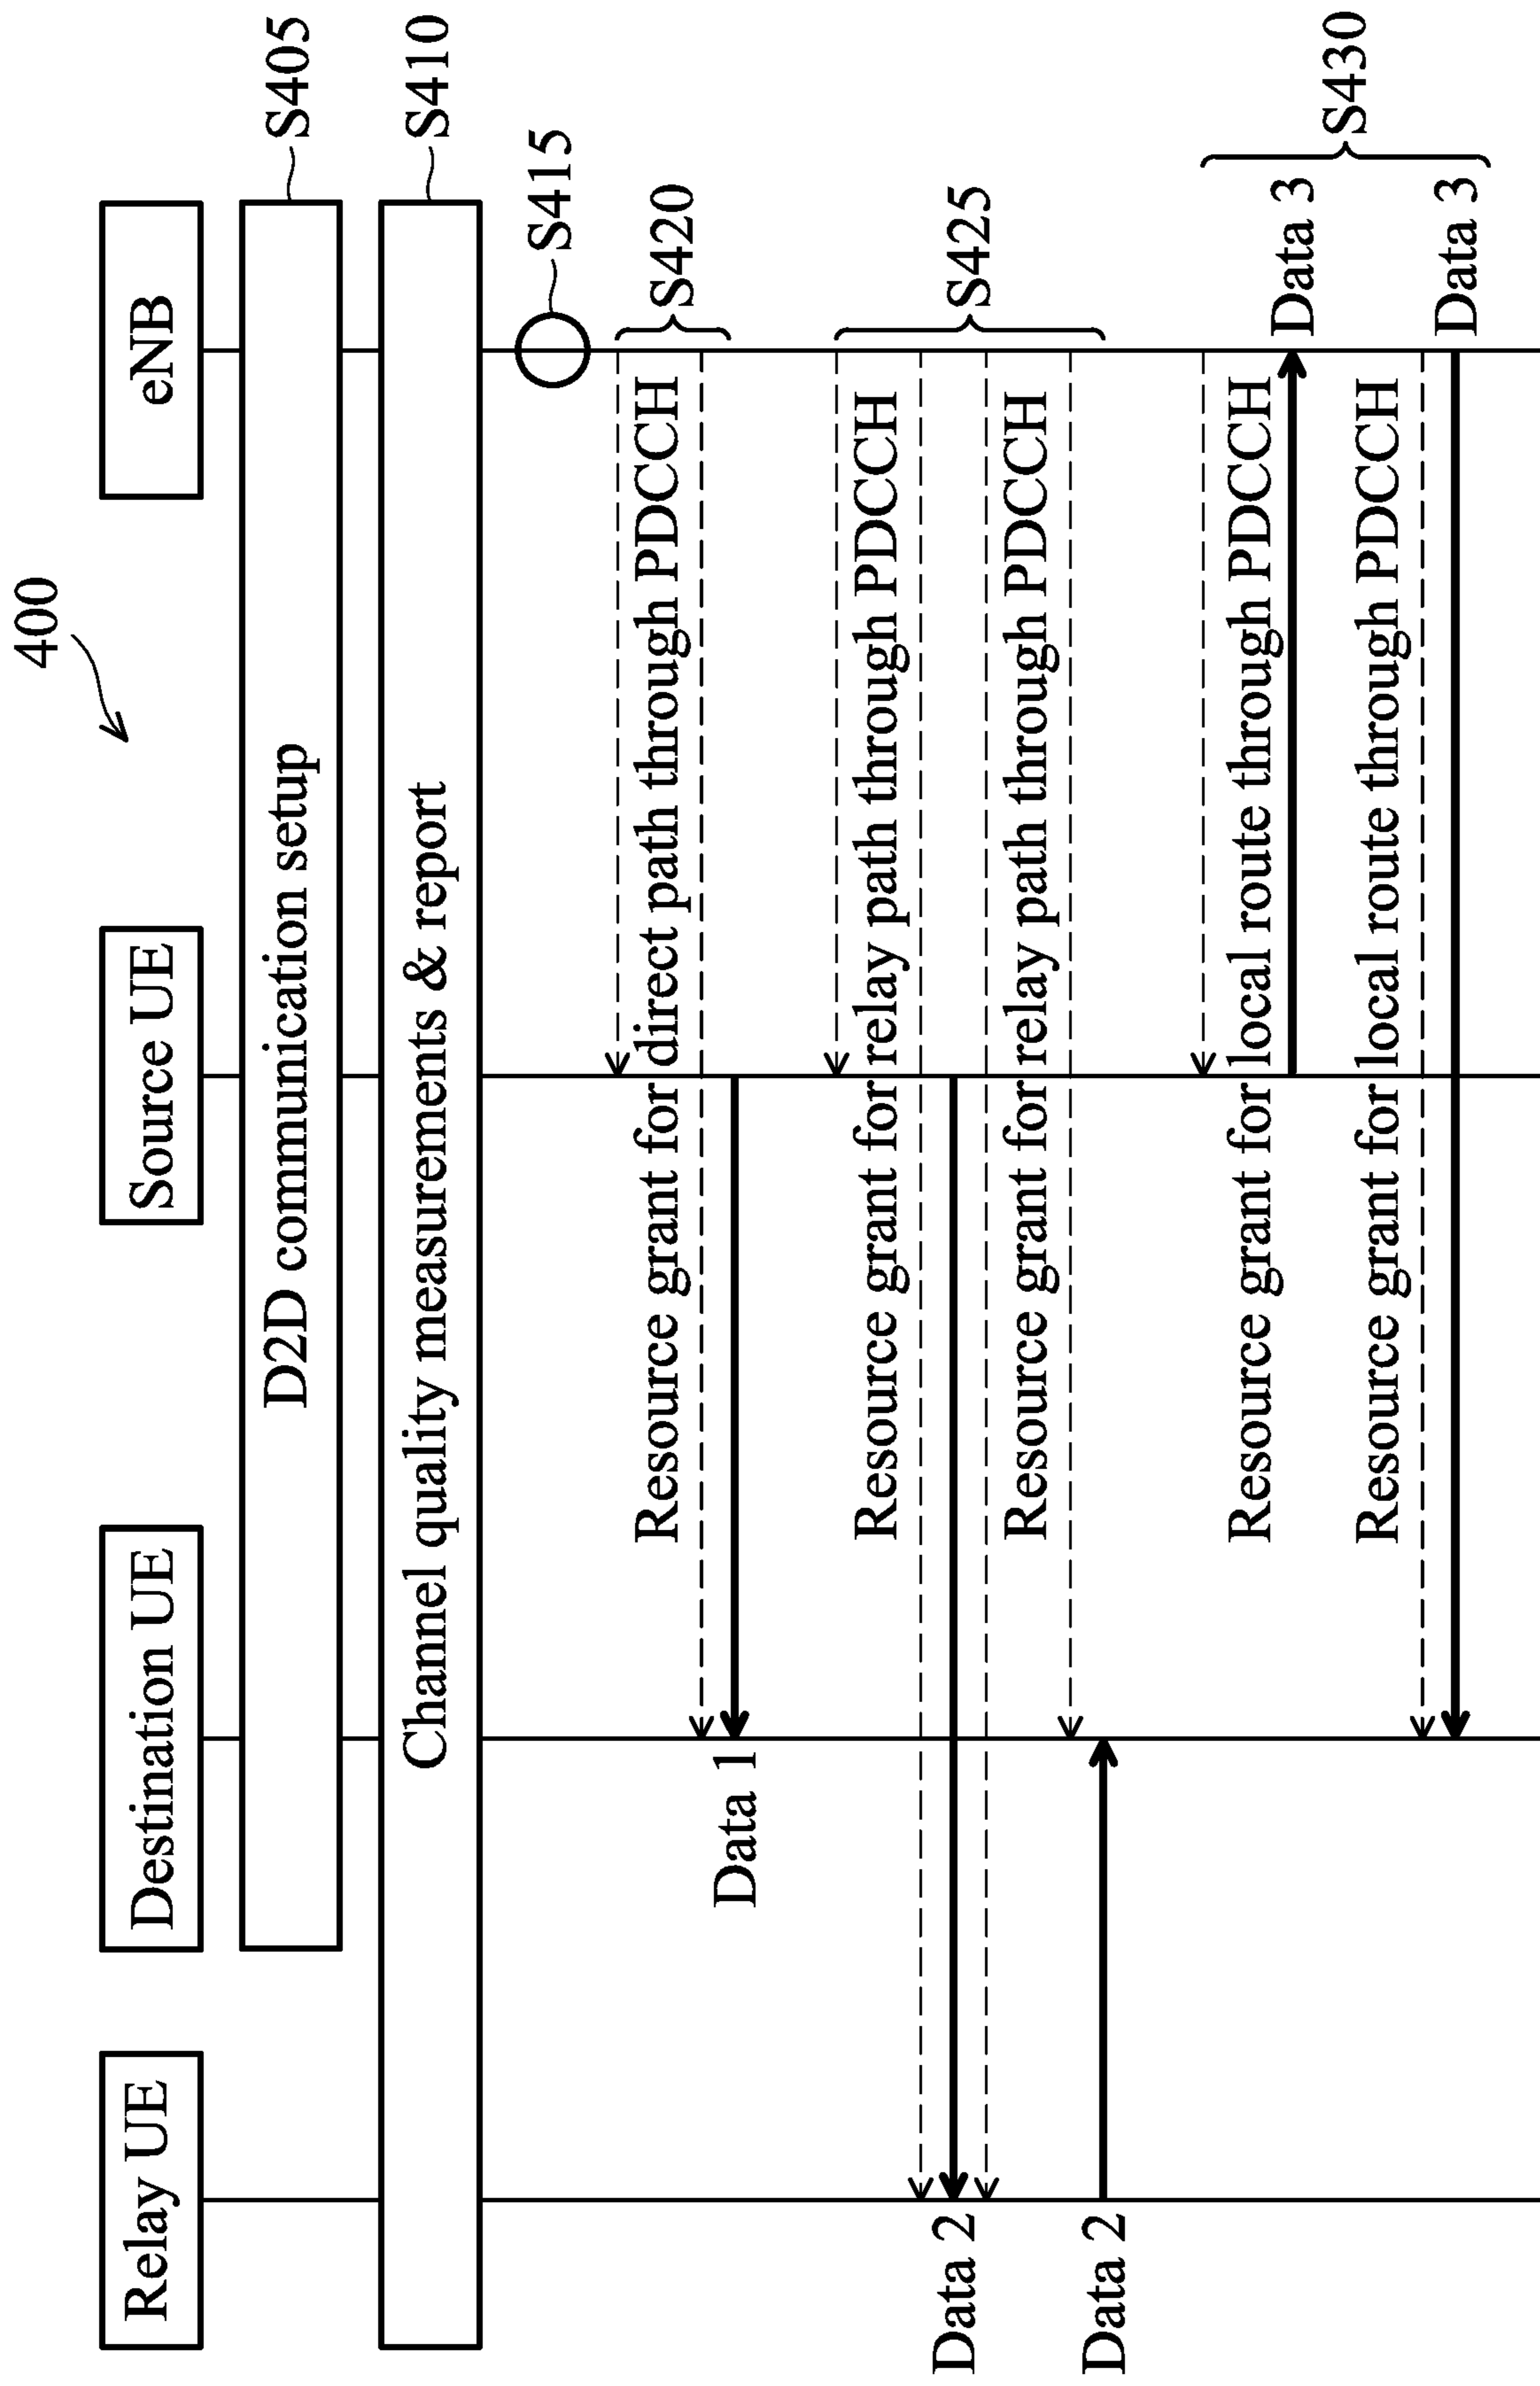 400
Relay UE
Destination UE
Source UE
eNB
D2D communication setup
S405
Channel quality measurements & report
S410
S415
Resource grant for direct path through PDCCH
S420
Data 1
Resource grant for relay path through PDCCH
Data 2
S425
Resource grant for relay path through PDCCH
Data 2
Resource grant for local route through PDCCH
Data 3
S430
Resource grant for local route through PDCCH
Data 3